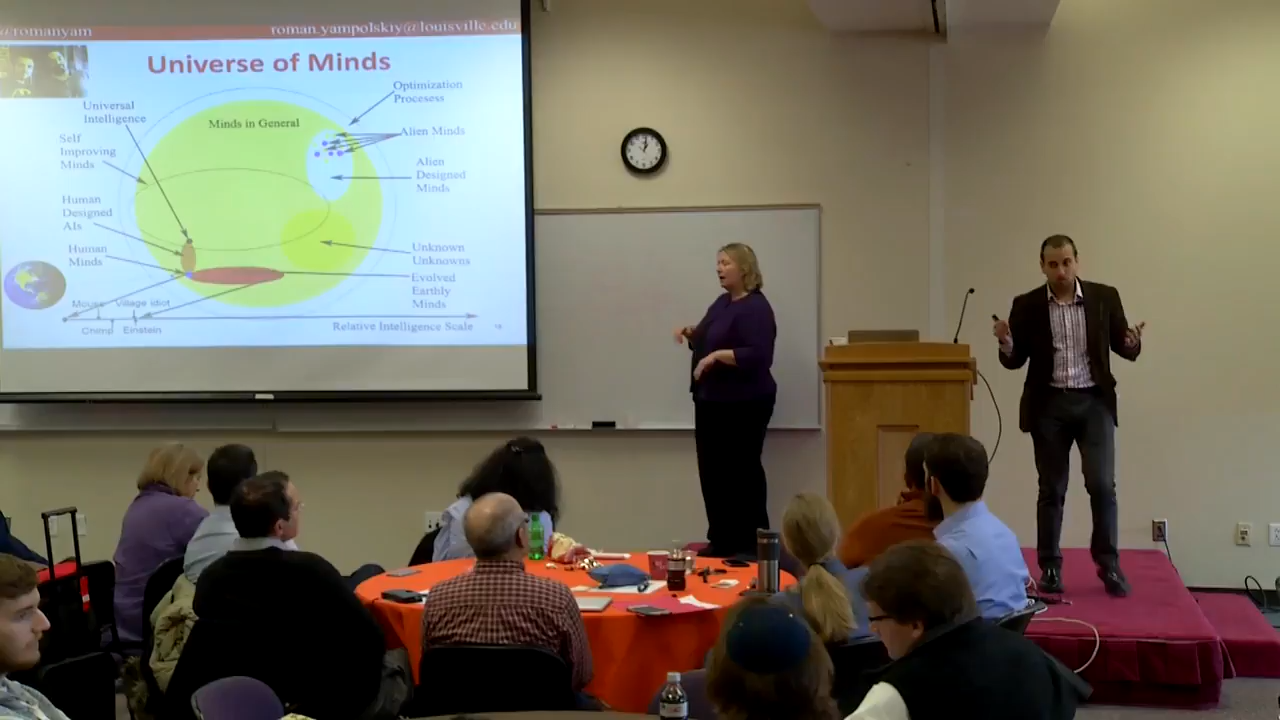 @romanyam
roman.yampolskiy@louisville.edu
Universe of Minds
Optimization
Procesess
Universal
Intelligence
Minds in General
Alien Minds
Self
Improving
Minds
Alien
Designed
Minds
Human
Designed
AIs
Human
Minds
Unknown
Unknowns
Evolved
Earthly
Minds
Mouse
Village idiot
Chimp
Einstein
Relative Intelligence Scale